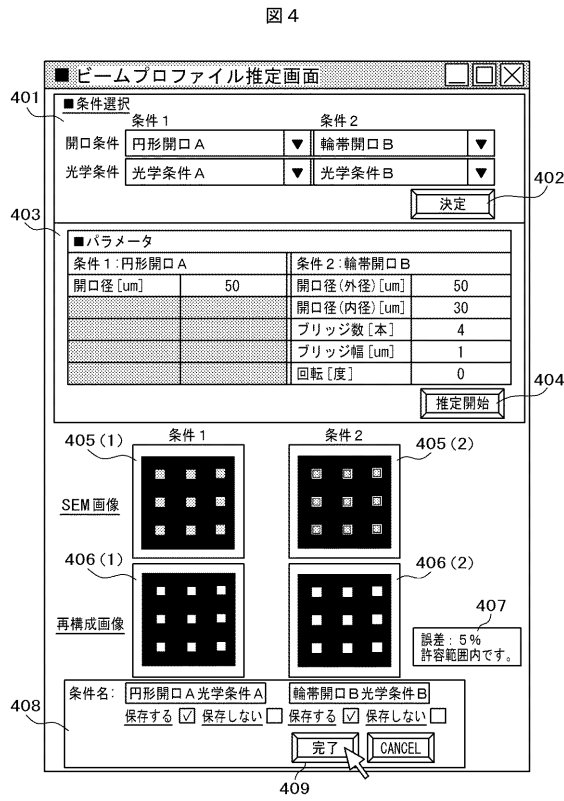 図4
■ビームプロファイル推定画面
401
■条件選択
条件1 条件2
開口条件 円形開口A ▼ 輪帯開口B ▼
光学条件 光学条件A ▼ 光学条件B ▼
402
決定
403
■パラメータ
条件1:円形開口A 条件2:輪帯開口B
開口径[um] 50 開口径(外径)[um] 50
開口径(内径)[um] 30
ブリッジ数[本] 4
ブリッジ幅[um] 1
回転[度] 0
404
推定開始
405(1) 条件1 条件2 405(2)
SEM画像
406(1) 406(2)
再構成画像
407
誤差:5%
許容範囲内です。
408
条件名: 円形開口A光学条件A 輪帯開口B光学条件B
保存する ☑ 保存しない □ 保存する ☑ 保存しない □
完了 CANCEL
409